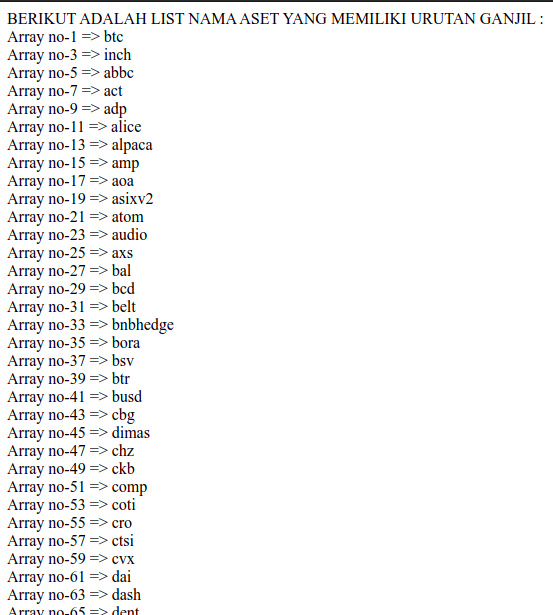 BERIKUT ADALAH LIST NAMA ASET YANG MEMILIKI URUTAN GANJIL :
Array no-1 => btc
Array no-3 => inch
Array no-5 => abbc
Array no-7 => act
Array no-9 => adp
Array no-11 => alice
Array no-13 => alpaca
Array no-15 => amp
Array no-17 => aoa
Array no-19 => asixv2
Array no-21 => atom
Array no-23 => audio
Array no-25 => axs
Array no-27 => bal
Array no-29 => bcd
Array no-31 => belt
Array no-33 => bnbhedge
Array no-35 => bora
Array no-37 => bsv
Array no-39 => btr
Array no-41 => busd
Array no-43 => cbg
Array no-45 => dimas
Array no-47 => chz
Array no-49 => ckb
Array no-51 => comp
Array no-53 => coti
Array no-55 => cro
Array no-57 => ctsi
Array no-59 => cvx
Array no-61 => dai
Array no-63 => dash
Array no-65 => dent